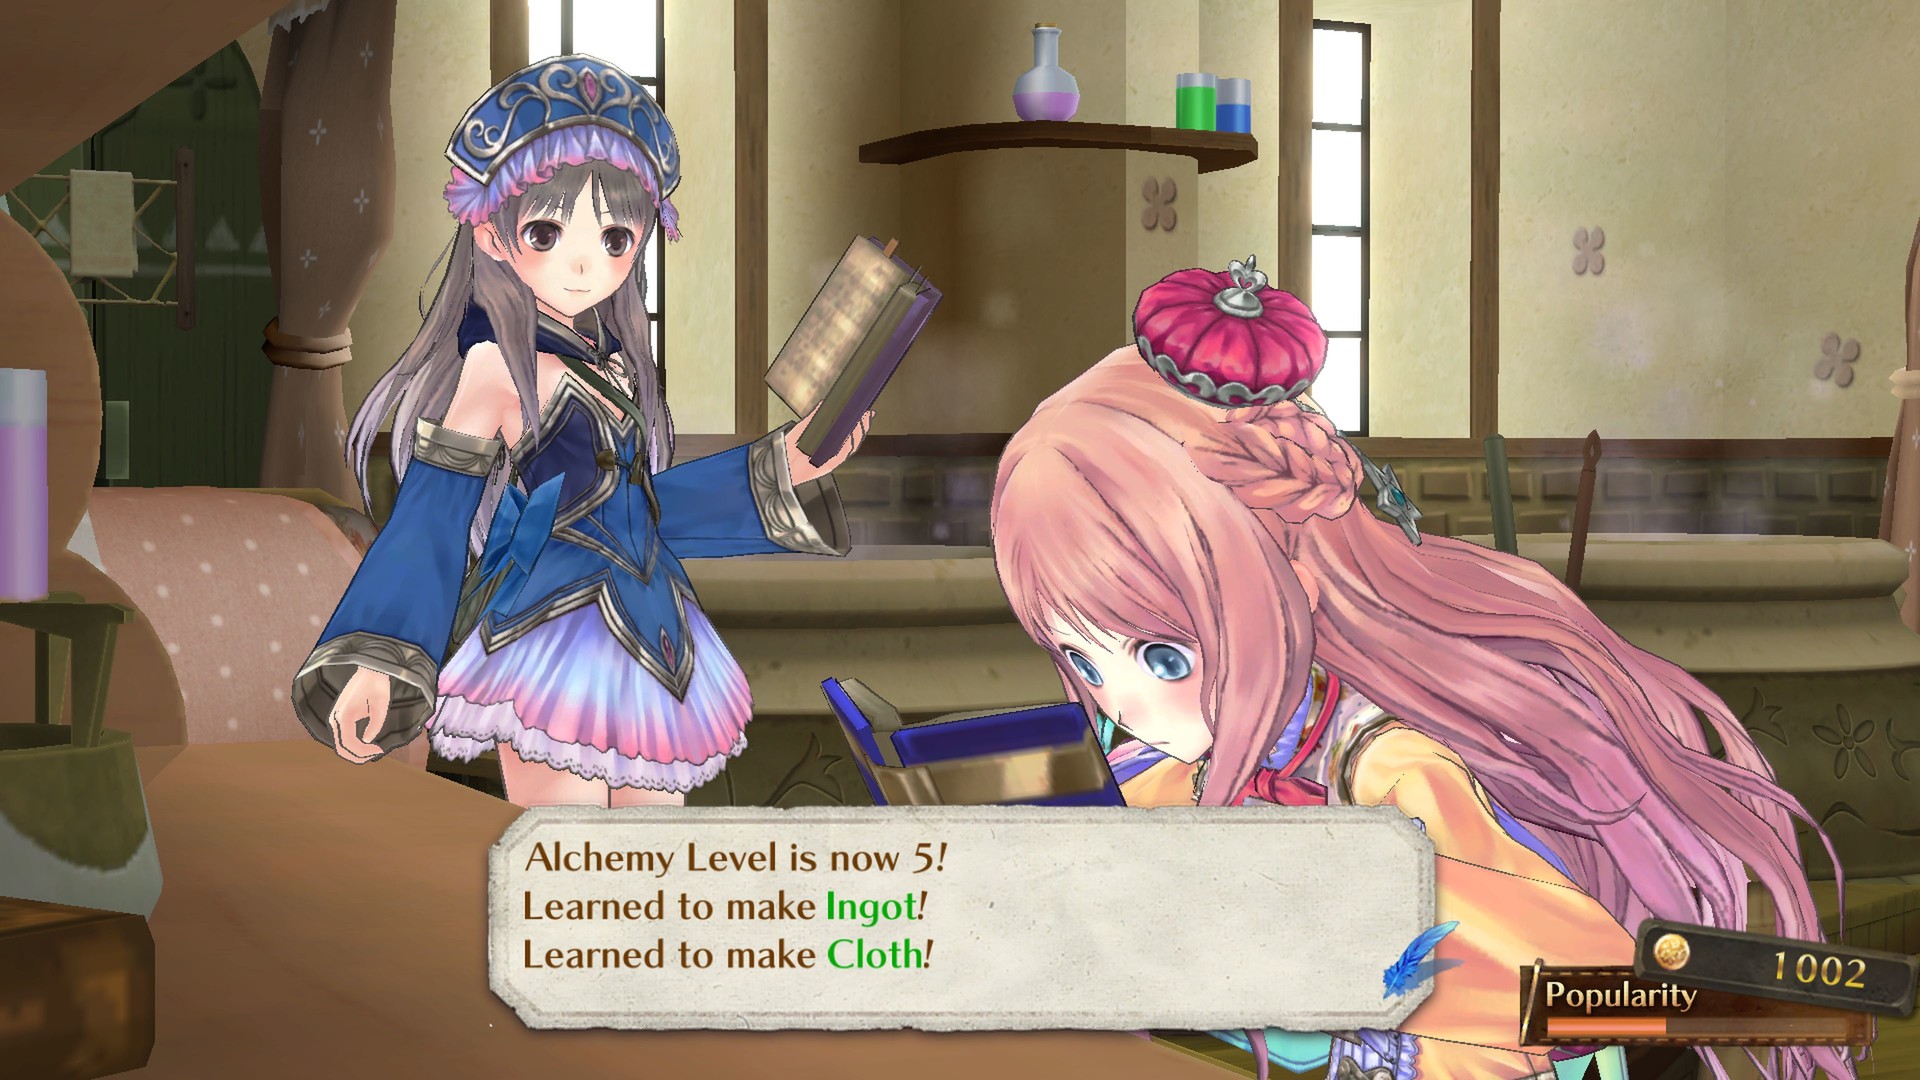 Alchemy Level is now 5!
Learned to make Ingot!
Learned to make Cloth!
1002
Popularity